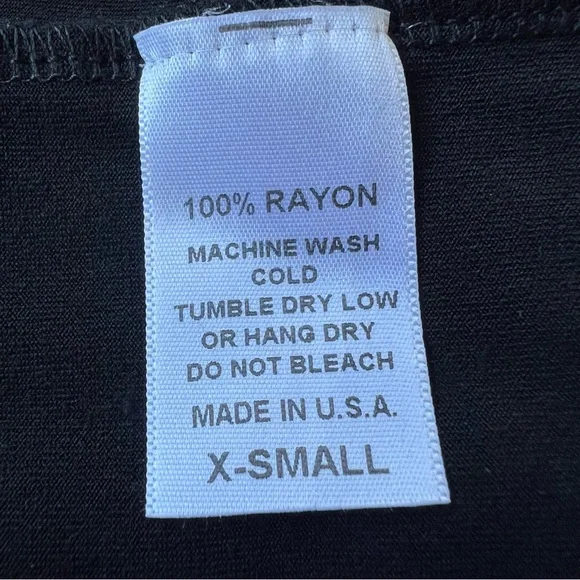 100% RAYON
MACHINE WASH
COLD
TUMBLE DRY LOW
OR HANG DRY
DO NOT BLEACH
MADE IN U.S.A.
X-SMALL